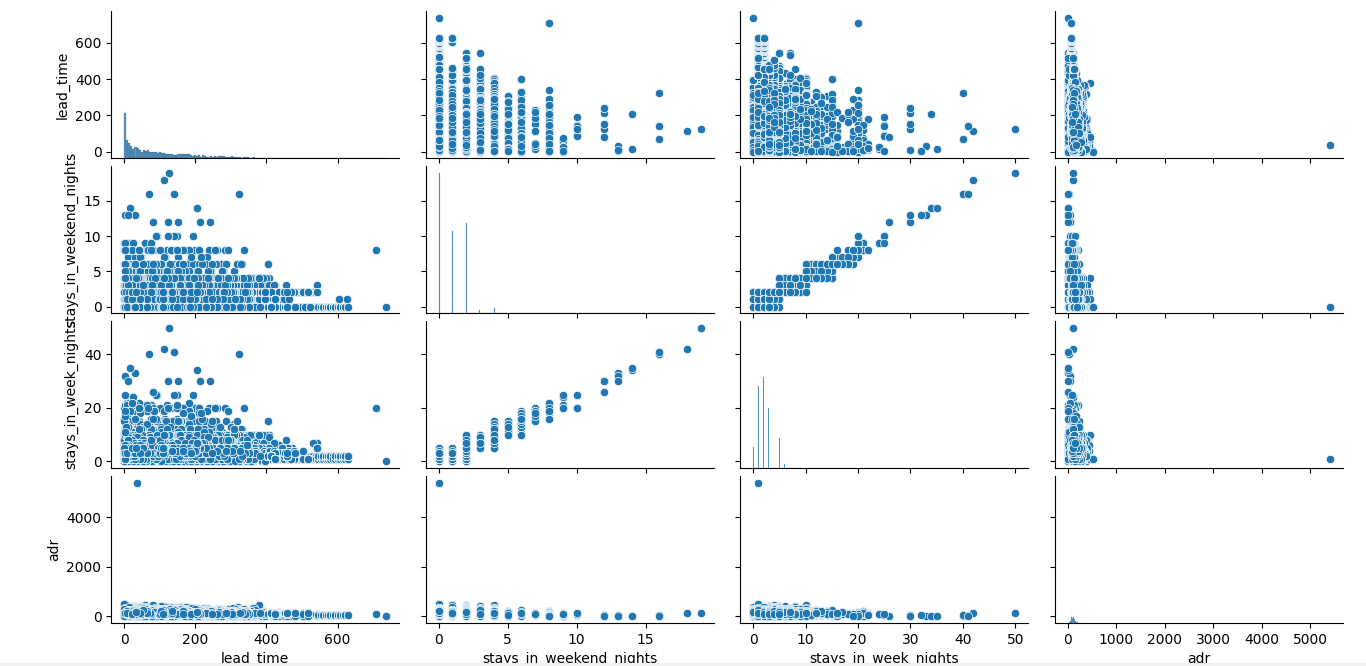 lead_time
600
400
200
0
stays_in_weekend_nights
15
10
5
0
stays_in_week_nights
40
20
0
adr
4000
2000
0
0 200 400 600
0 5 10 15
0 10 20 30 40 50
0 1000 2000 3000 4000 5000
lead_time
stays_in_weekend_nights
stays_in_week_nights
adr